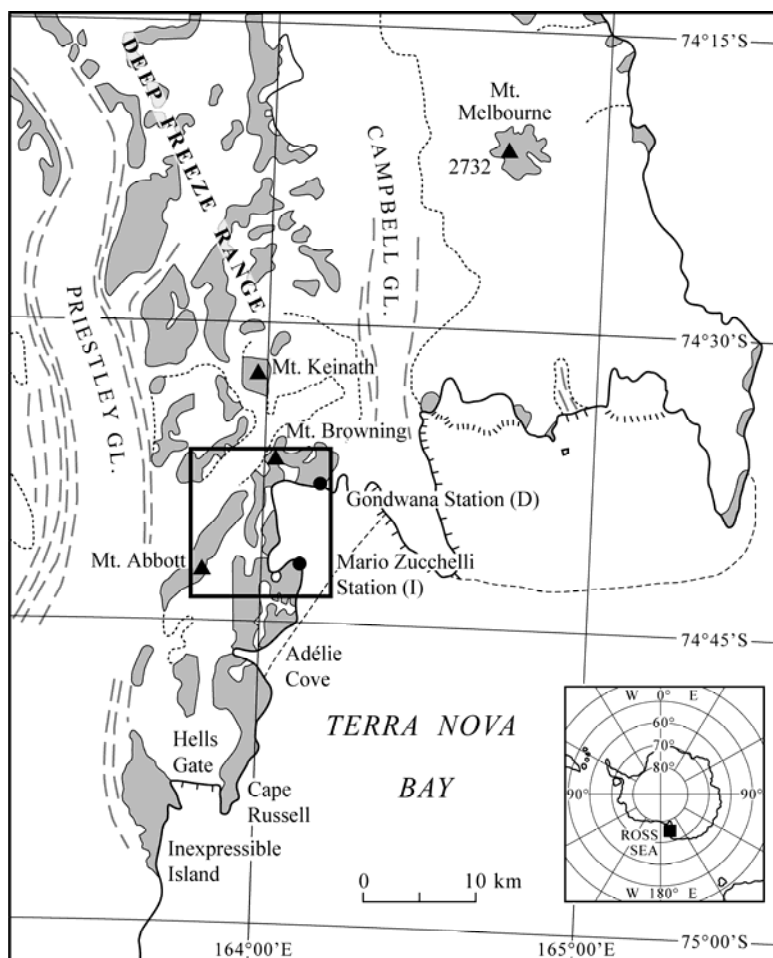 74°15'S
DEEP FREEZE RANGE
Mt.
Melbourne
2732
CAMPBELL GL.
PRIESTLEY GL.
74°30'S
Mt. Keinath
Mt. Browning
Gondwana Station (D)
Mt. Abbott
Mario Zucchelli
Station (I)
74°45'S
Adélie
Cove
TERRA NOVA
BAY
Hells
Gate
Cape
Russell
Inexpressible
Island
0 10 km
W 0° E
60°
70°
80°
90° 90°
ROSS
SEA
W 180° E
75°00'S
164°00'E 165°00'E